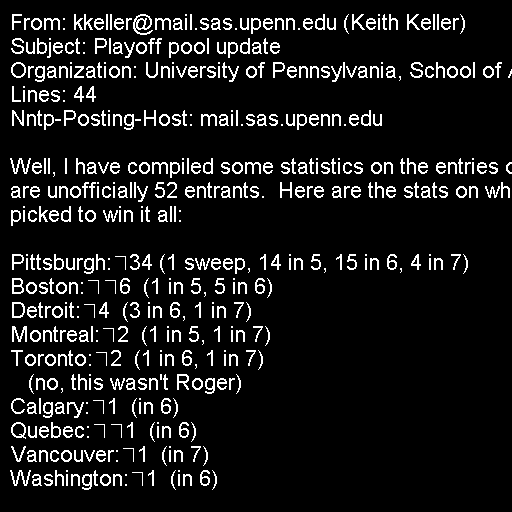 From: kkeller@mail.sas.upenn.edu (Keith Keller)
Subject: Playoff pool update
Organization: University of Pennsylvania, School of
Lines: 44
Nntp-Posting-Host: mail.sas.upenn.edu

Well, I have compiled some statistics on the entries
are unofficially 52 entrants.  Here are the stats on
picked to win it all:

Pittsburgh: 34 (1 sweep, 14 in 5, 15 in 6, 4 in 7)
Boston: 6  (1 in 5, 5 in 6)
Detroit: 4  (3 in 6, 1 in 7)
Montreal: 2  (1 in 5, 1 in 7)
Toronto: 2  (1 in 6, 1 in 7)
   (no, this wasn't Roger)
Calgary: 1  (in 6)
Quebec: 1  (in 6)
Vancouver: 1  (in 7)
Washington: 1  (in 6)